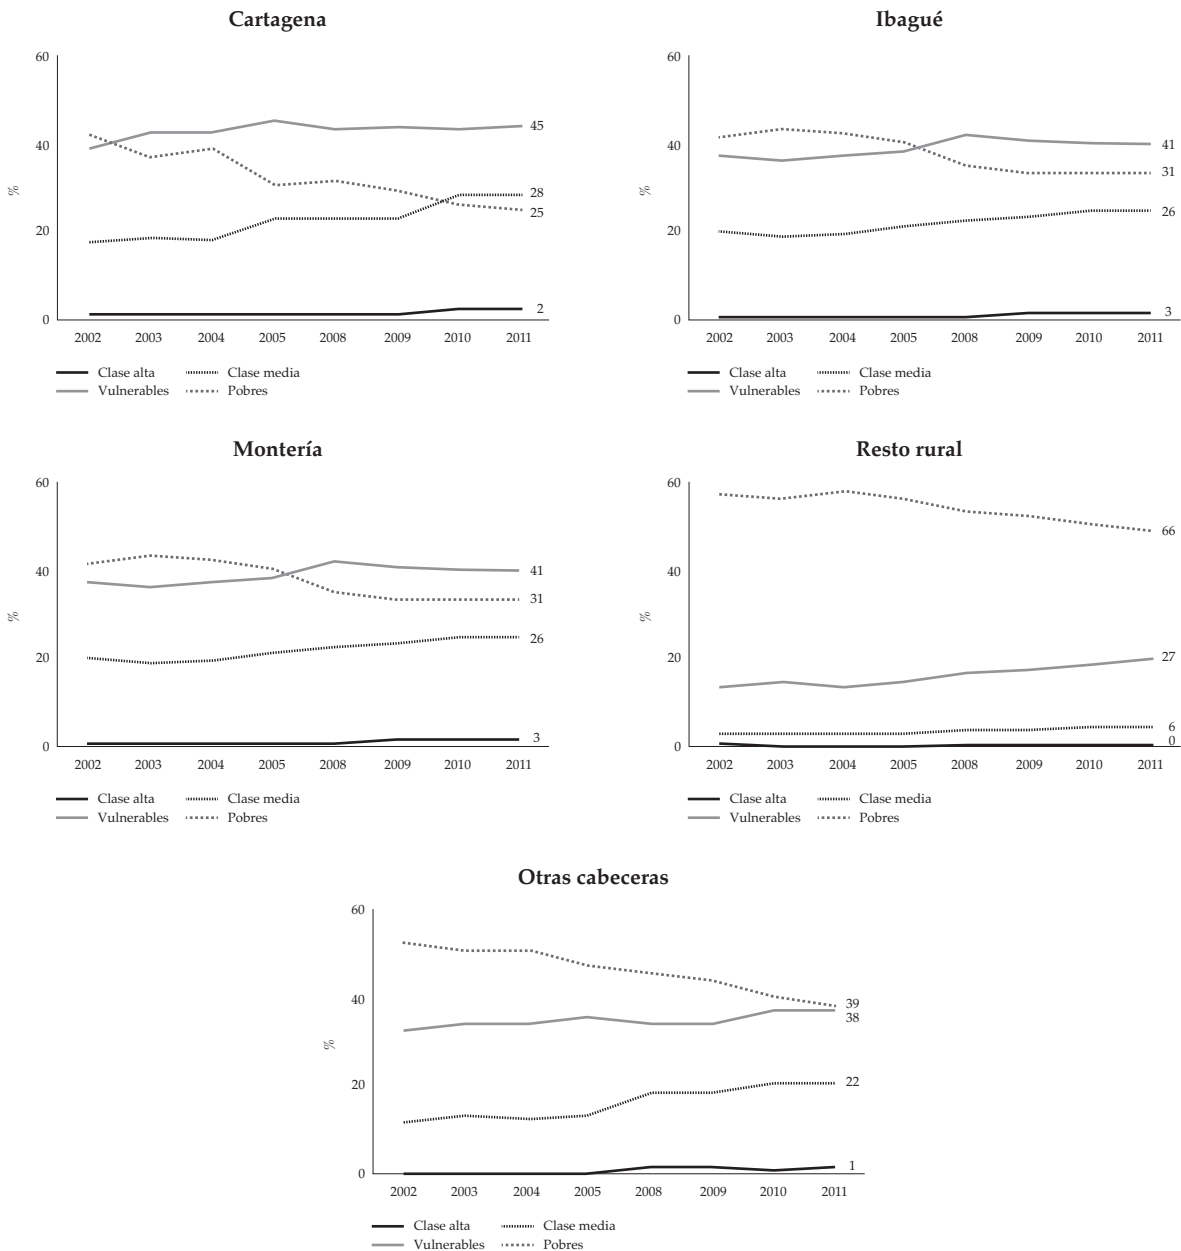 Cartagena
60
40
20
0
%
45
28
25
2
2002 2003 2004 2005 2008 2009 2010 2011
Clase alta Clase media
Vulnerables Pobres
Ibagué
60
40
20
0
%
41
31
26
3
2002 2003 2004 2005 2008 2009 2010 2011
Clase alta Clase media
Vulnerables Pobres
Montería
60
40
20
0
%
41
31
26
3
2002 2003 2004 2005 2008 2009 2010 2011
Clase alta Clase media
Vulnerables Pobres
Resto rural
60
40
20
0
%
66
27
6
0
2002 2003 2004 2005 2008 2009 2010 2011
Clase alta Clase media
Vulnerables Pobres
Otras cabeceras
60
40
20
0
%
39
38
22
1
2002 2003 2004 2005 2008 2009 2010 2011
Clase alta Clase media
Vulnerables Pobres